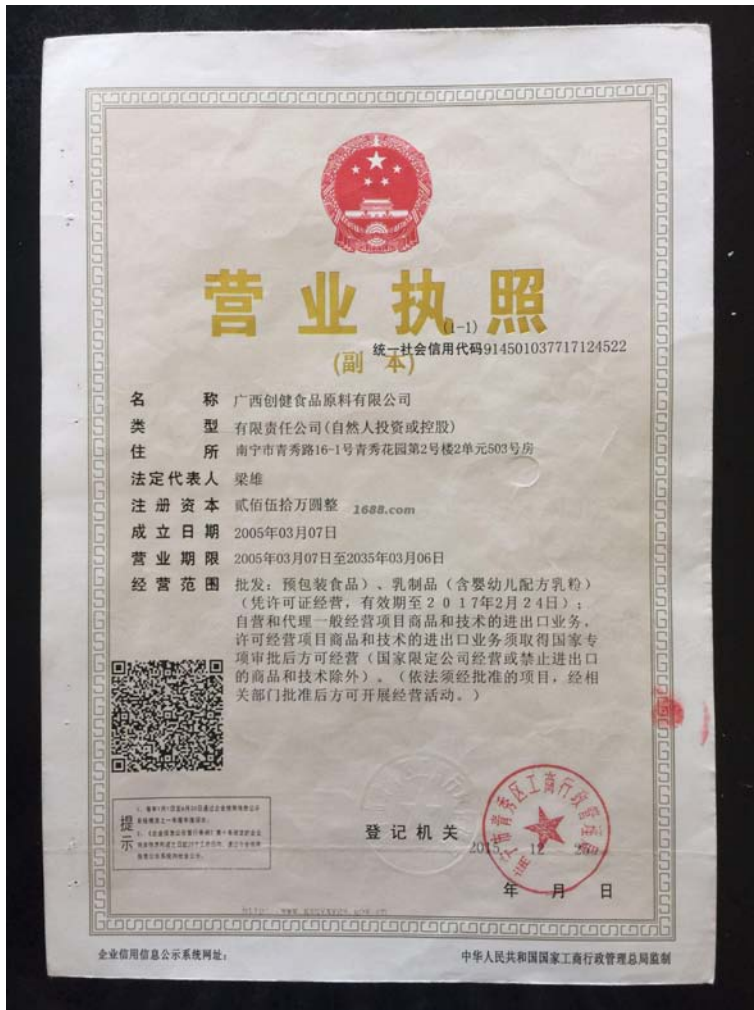 营业执照
(1-1)
统一社会信用代码914501037717124522
(副 本)
名 称 广西创健食品原料有限公司
类 型 有限责任公司(自然人投资或控股)
住 所 南宁市青秀路16-1号青秀花园第2号楼2单元503号房
法定代表人 梁雄
注册资本 贰佰伍拾万圆整
1688.com
成立日期 2005年03月07日
营业期限 2005年03月07日至2035年03月06日
经营范围 批发：预包装食品）、乳制品（含婴幼儿配方乳粉）
（凭许可证经营，有效期至2017年2月24日）；
自营和代理一般经营项目商品和技术的进出口业务，
许可经营项目商品和技术的进出口业务须取得国家专
项审批后方可经营（国家限定公司经营或禁止进出口
的商品和技术除外）。（依法须经批准的项目，经相
关部门批准后方可开展经营活动。）
提示
登记机关
宁市青秀区工商行政管理局
2015 12
年 月 日
企业信用信息公示系统网址：
中华人民共和国国家工商行政管理总局监制